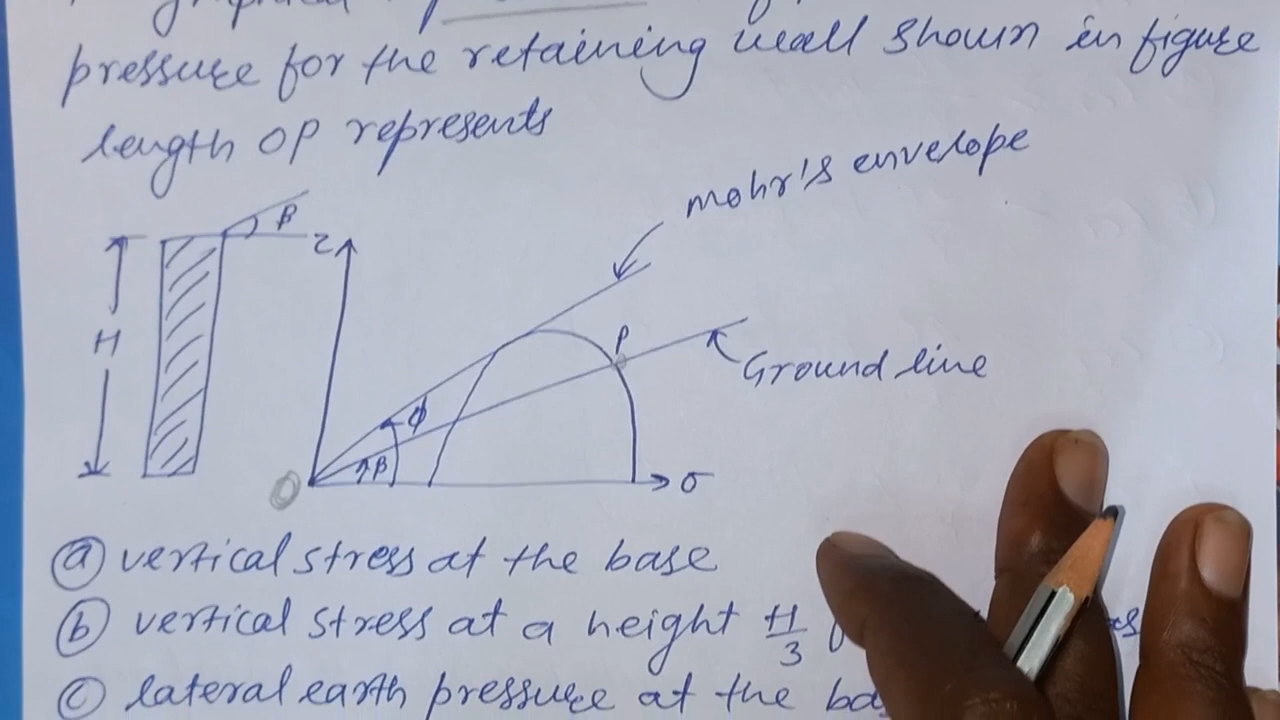 graphical
pressure for the retaining wall shown in figure
length OP represents
mohr's envelope
β
τ
H
P
Ground line
φ
β
O
σ
(a) vertical stress at the base
(b) vertical stress at a height H/3
(c) lateral earth pressure at the